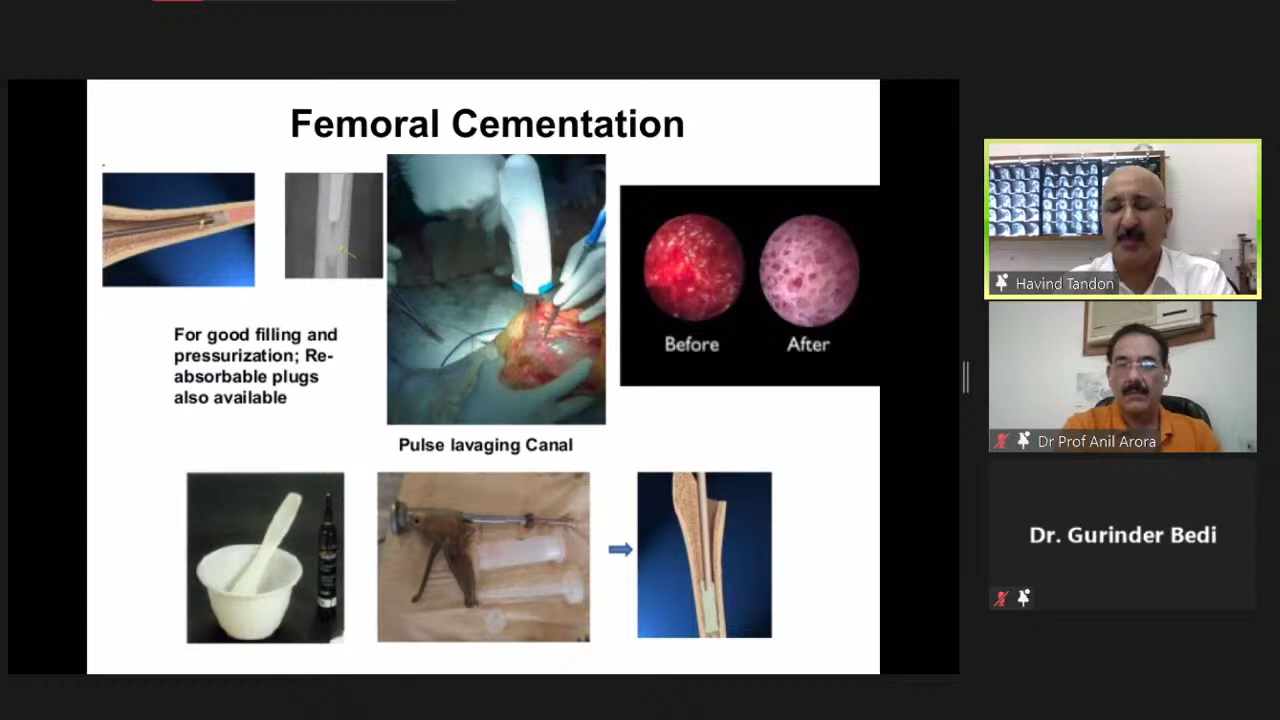 Femoral Cementation
For good filling and
pressurization; Re-
absorbable plugs
also available
Before
After
Pulse lavaging Canal
Havind Tandon
Dr Prof Anil Arora
Dr. Gurinder Bedi